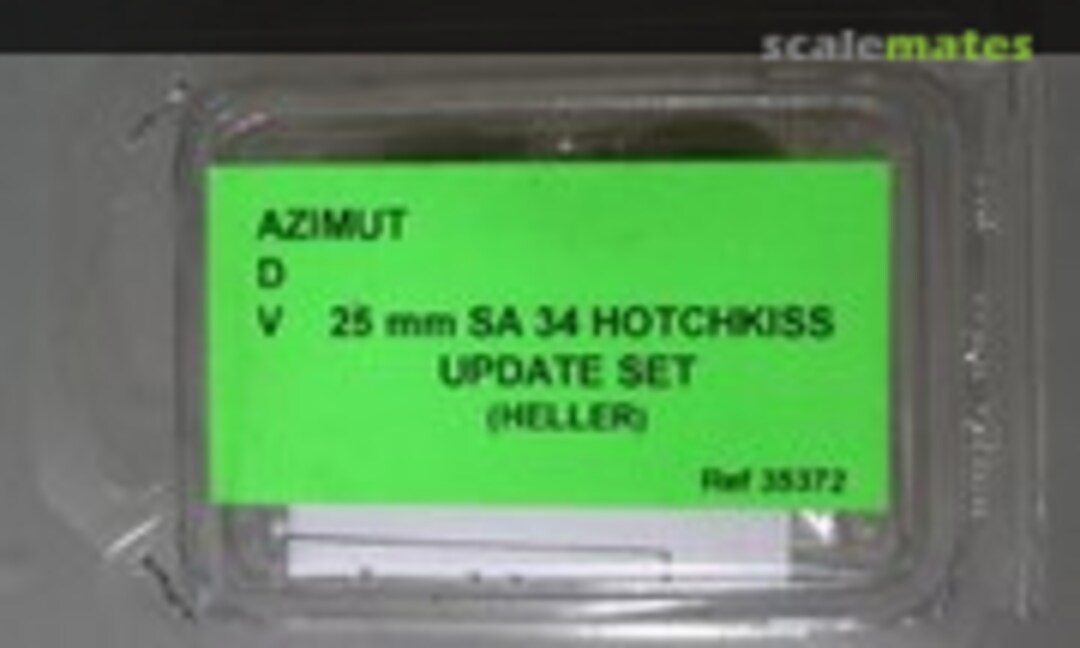 scalemates
AZIMUT
D
V 25 mm SA 34 HOTCHKISS
UPDATE SET
(HELLER)
Ref 35372